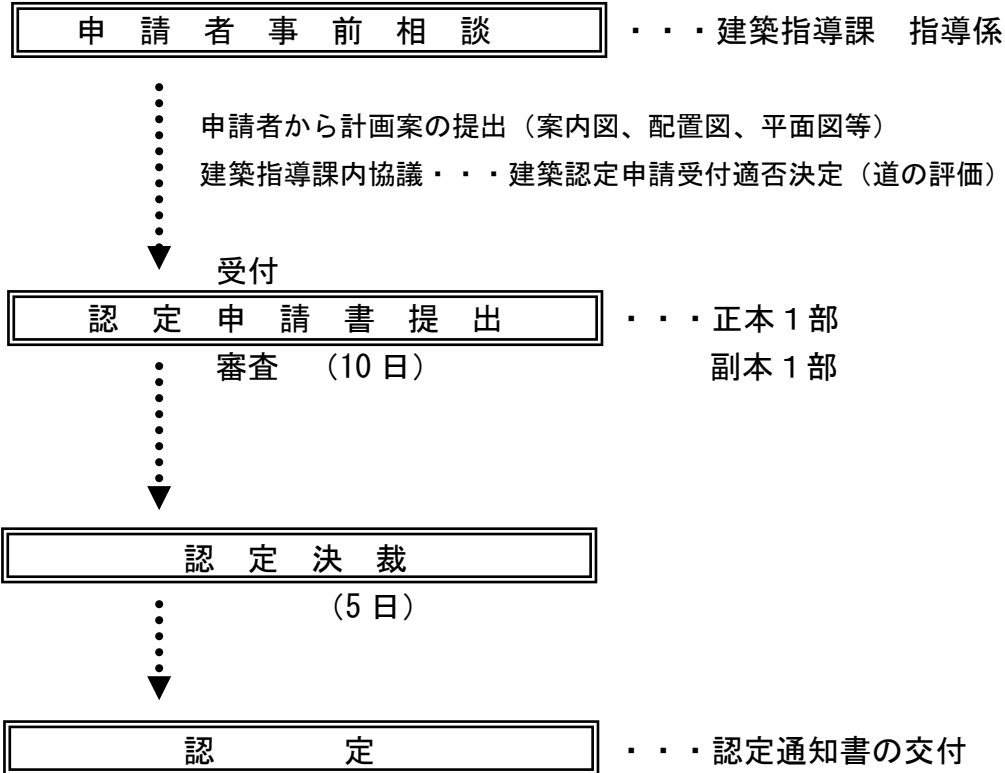 申請者事前相談 ・・・建築指導課　指導係
申請者から計画案の提出（案内図、配置図、平面図等）
建築指導課内協議・・・建築認定申請受付適否決定（道の評価）
受付
認定申請書提出 ・・・正本１部
審査　（10日） 副本１部
認定決裁
（5日）
認定 ・・・認定通知書の交付